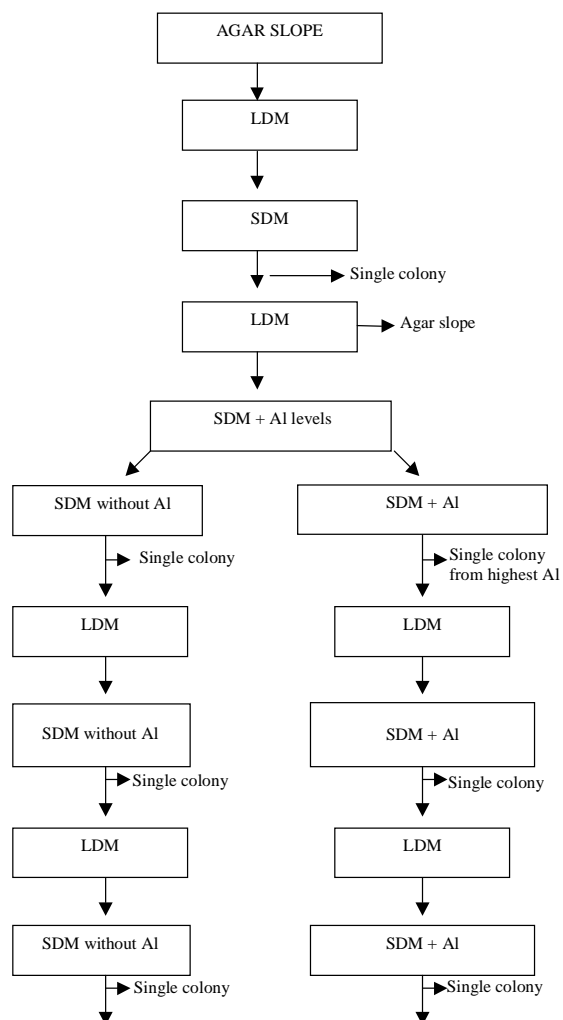 AGAR SLOPE
LDM
SDM
Single colony
LDM
Agar slope
SDM + Al levels
SDM without Al
SDM + Al
Single colony
Single colony
from highest Al
LDM
LDM
SDM without Al
SDM + Al
Single colony
Single colony
LDM
LDM
SDM without Al
SDM + Al
Single colony
Single colony